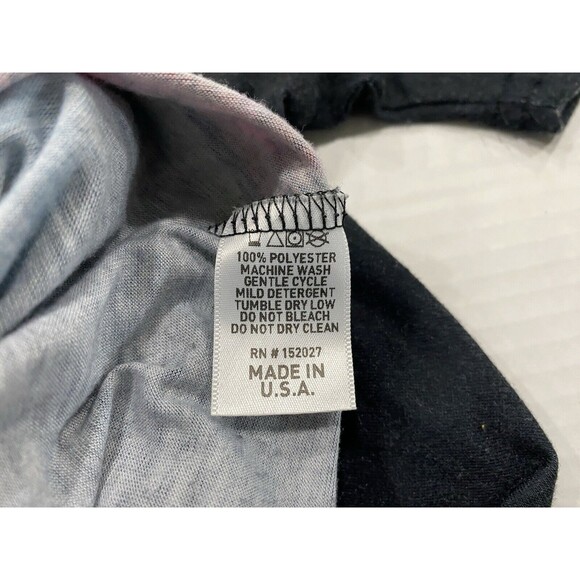 100% POLYESTER
MACHINE WASH
GENTLE CYCLE
MILD DETERGENT
TUMBLE DRY LOW
DO NOT BLEACH
DO NOT DRY CLEAN
RN # 152027
MADE IN
U.S.A.